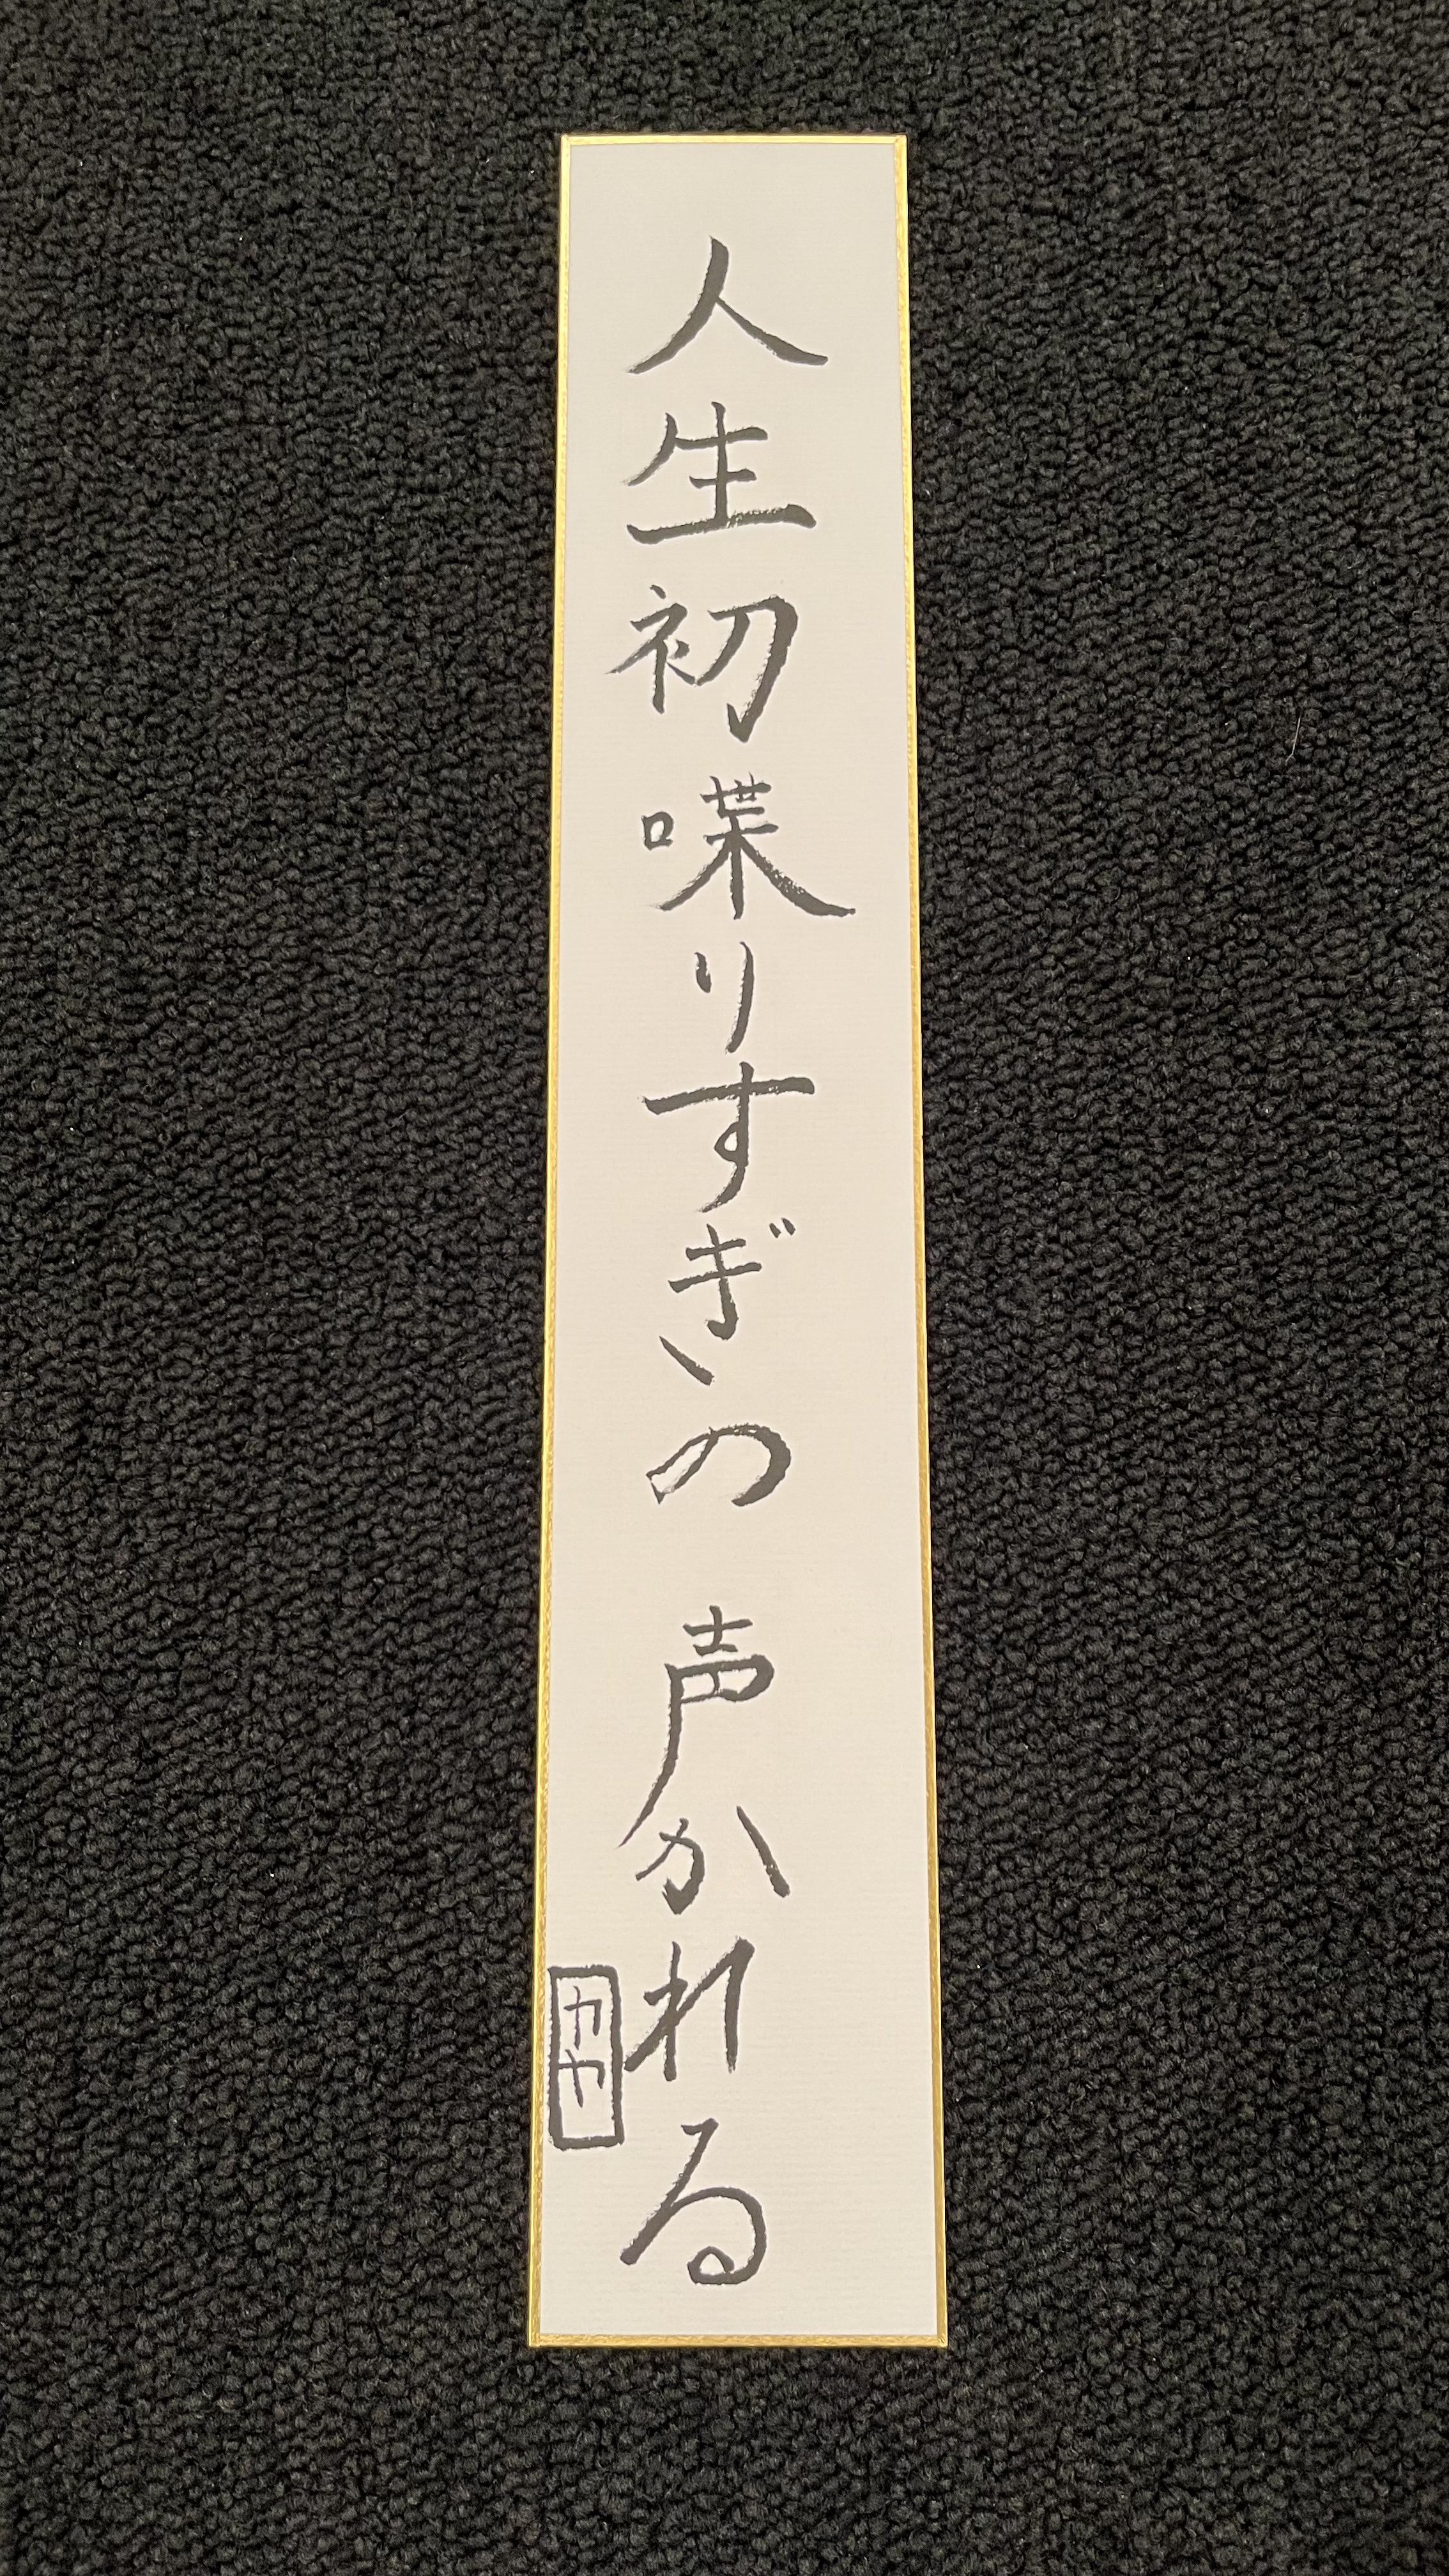 人生初喋りすぎの 声かれる
カヤ